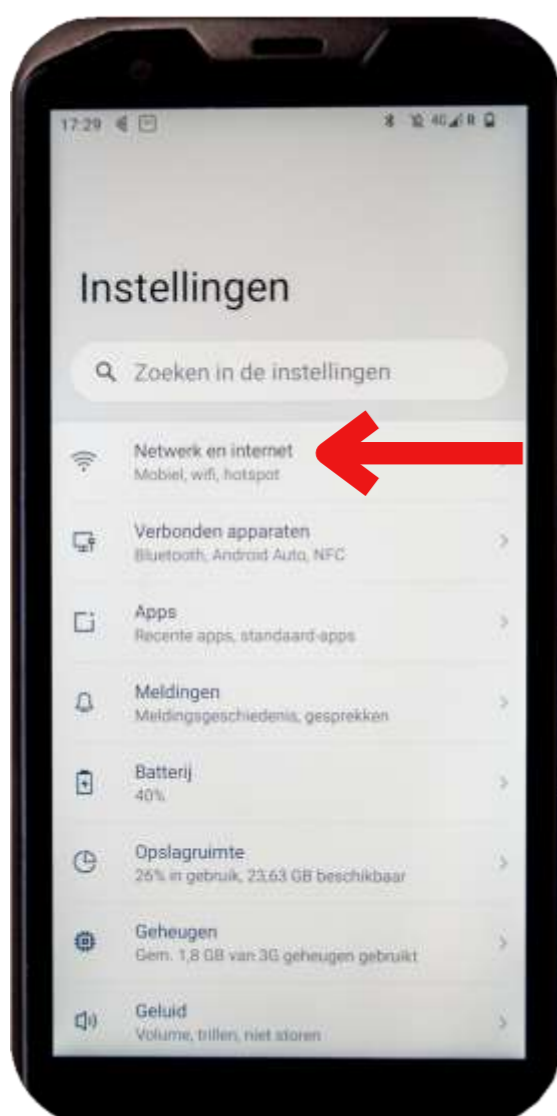 17:29 4G R
Instellingen
Zoeken in de instellingen
Netwerk en internet
Mobiel, wifi, hotspot
Verbonden apparaten
Bluetooth, Android Auto, NFC
Apps
Recente apps, standaard-apps
Meldingen
Meldingsgeschiedenis, gesprekken
Batterij
40%
Opslagruimte
26% in gebruik, 23,63 GB beschikbaar
Geheugen
Gem. 1,8 GB van 3G geheugen gebruikt
Geluid
Volume, trillen, niet storen